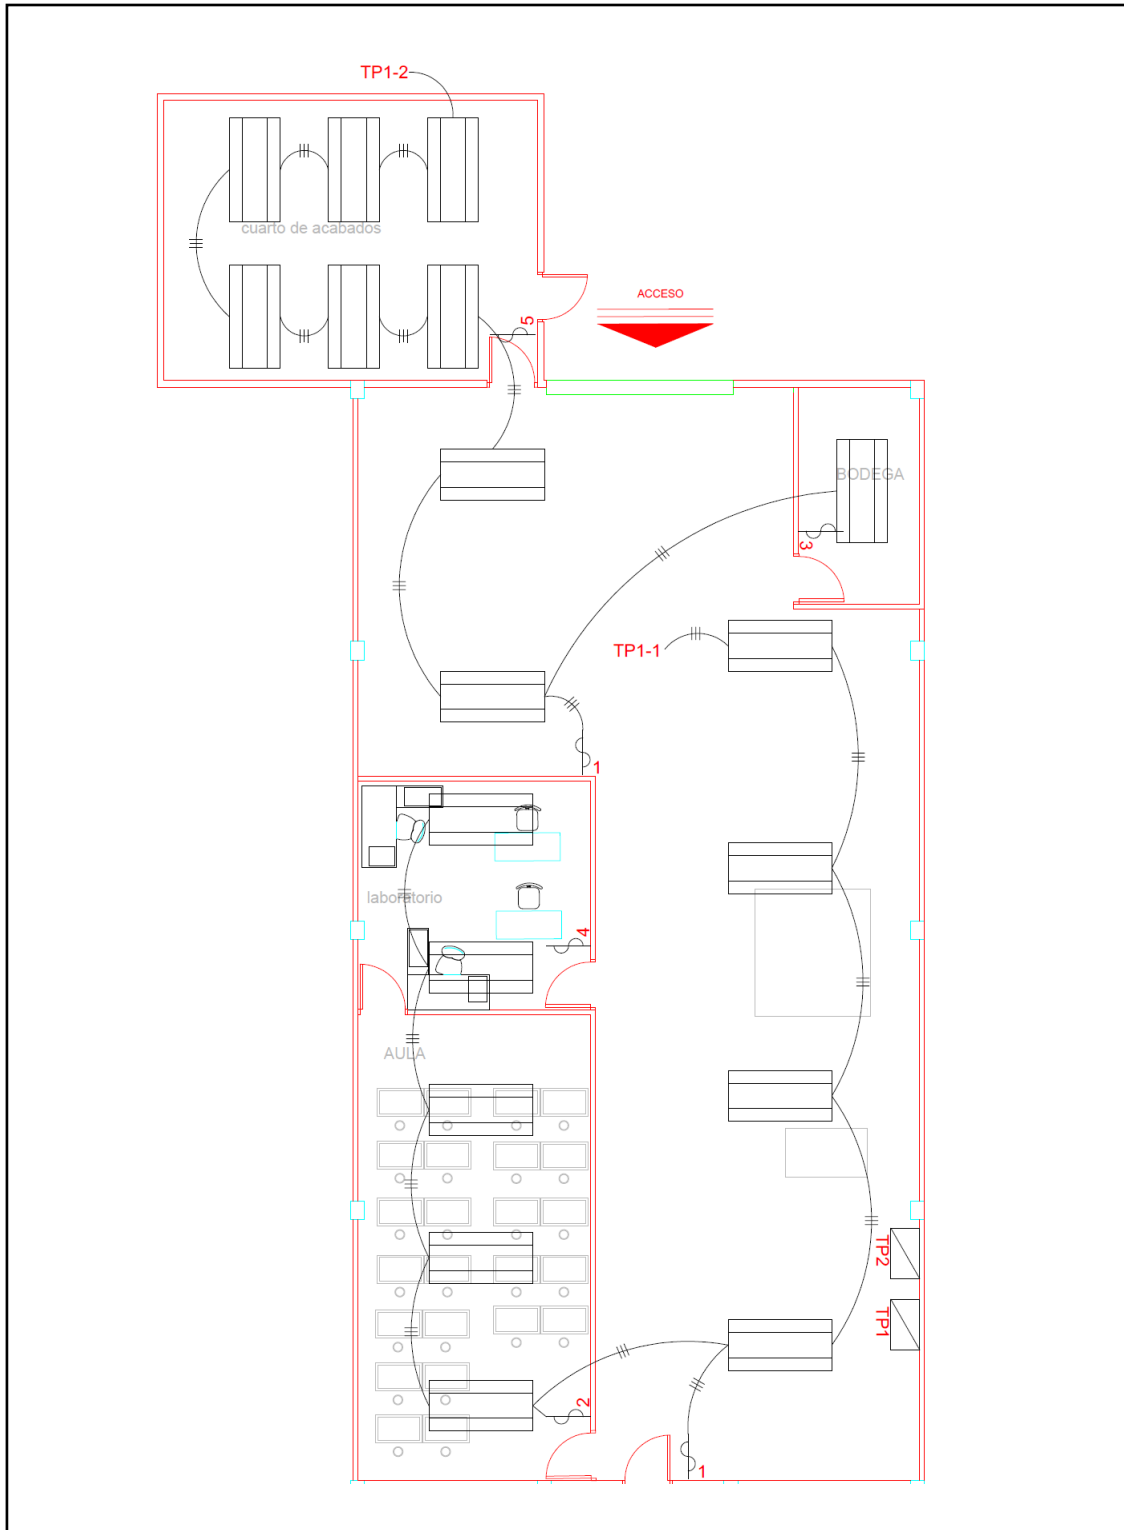 TP1-2
cuarto de acabados
ACCESO
5
BODEGA
3
TP1-1
1
laboratorio
4
AULA
TP2
TP1
2
1